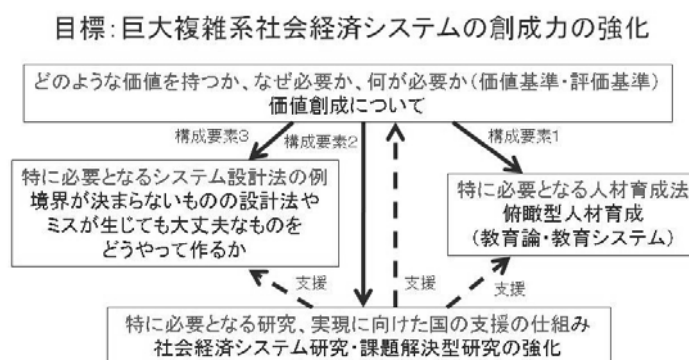 目標:巨大複雑系社会経済システムの創成力の強化
どのような価値を持つか、なぜ必要か、何が必要か(価値基準・評価基準)
価値創成について
構成要素3
構成要素2
構成要素1
特に必要となるシステム設計法の例
境界が決まらないものの設計法や
ミスが生じても大丈夫なものを
どうやって作るか
特に必要となる人材育成法
俯瞰型人材育成
(教育論・教育システム)
支援
支援
支援
特に必要となる研究、実現に向けた国の支援の仕組み
社会経済システム研究・課題解決型研究の強化